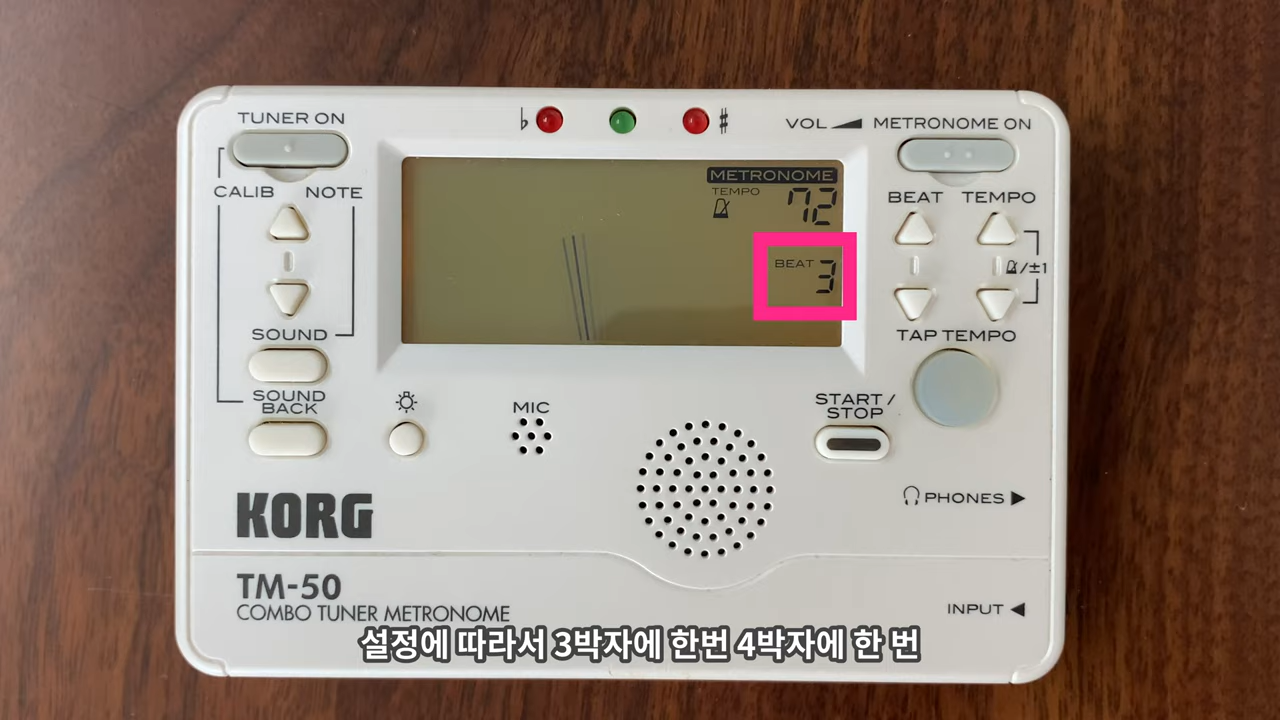 TUNER ON
♭
♯
VOL
METRONOME ON
CALIB NOTE
METRONOME
TEMPO
72
BEAT
3
BEAT TEMPO
/±1
SOUND
TAP TEMPO
SOUND
BACK
MIC
START /
STOP
KORG
PHONES ▶
TM-50
COMBO TUNER METRONOME
INPUT ◀
설정에 따라서 3박자에 한번 4박자에 한 번